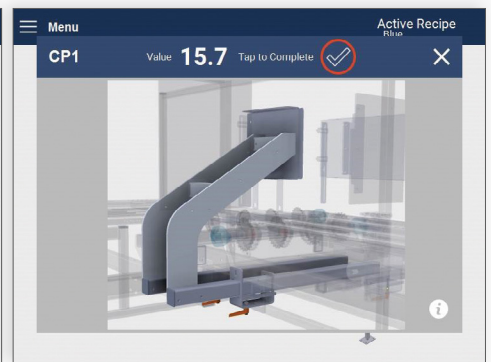 Menu
Active Recipe
Blue
CP1
Value 15.7 Tap to Complete
i